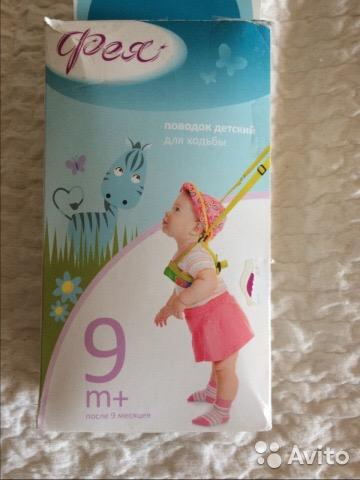 Фея
поводок детский
для ходьбы
9
m+
после 9 месяцев
Avito